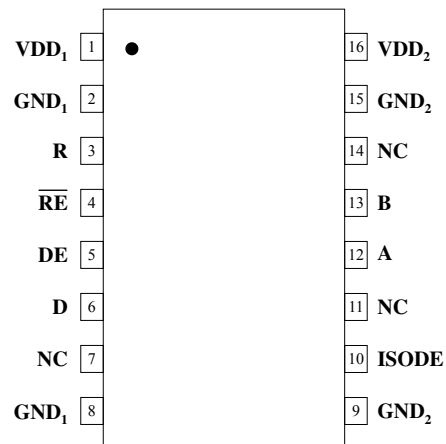 VDD₁ 1 16 VDD₂
GND₁ 2 15 GND₂
R 3 14 NC
R̅E̅ 4 13 B
DE 5 12 A
D 6 11 NC
NC 7 10 ISODE
GND₁ 8 9 GND₂